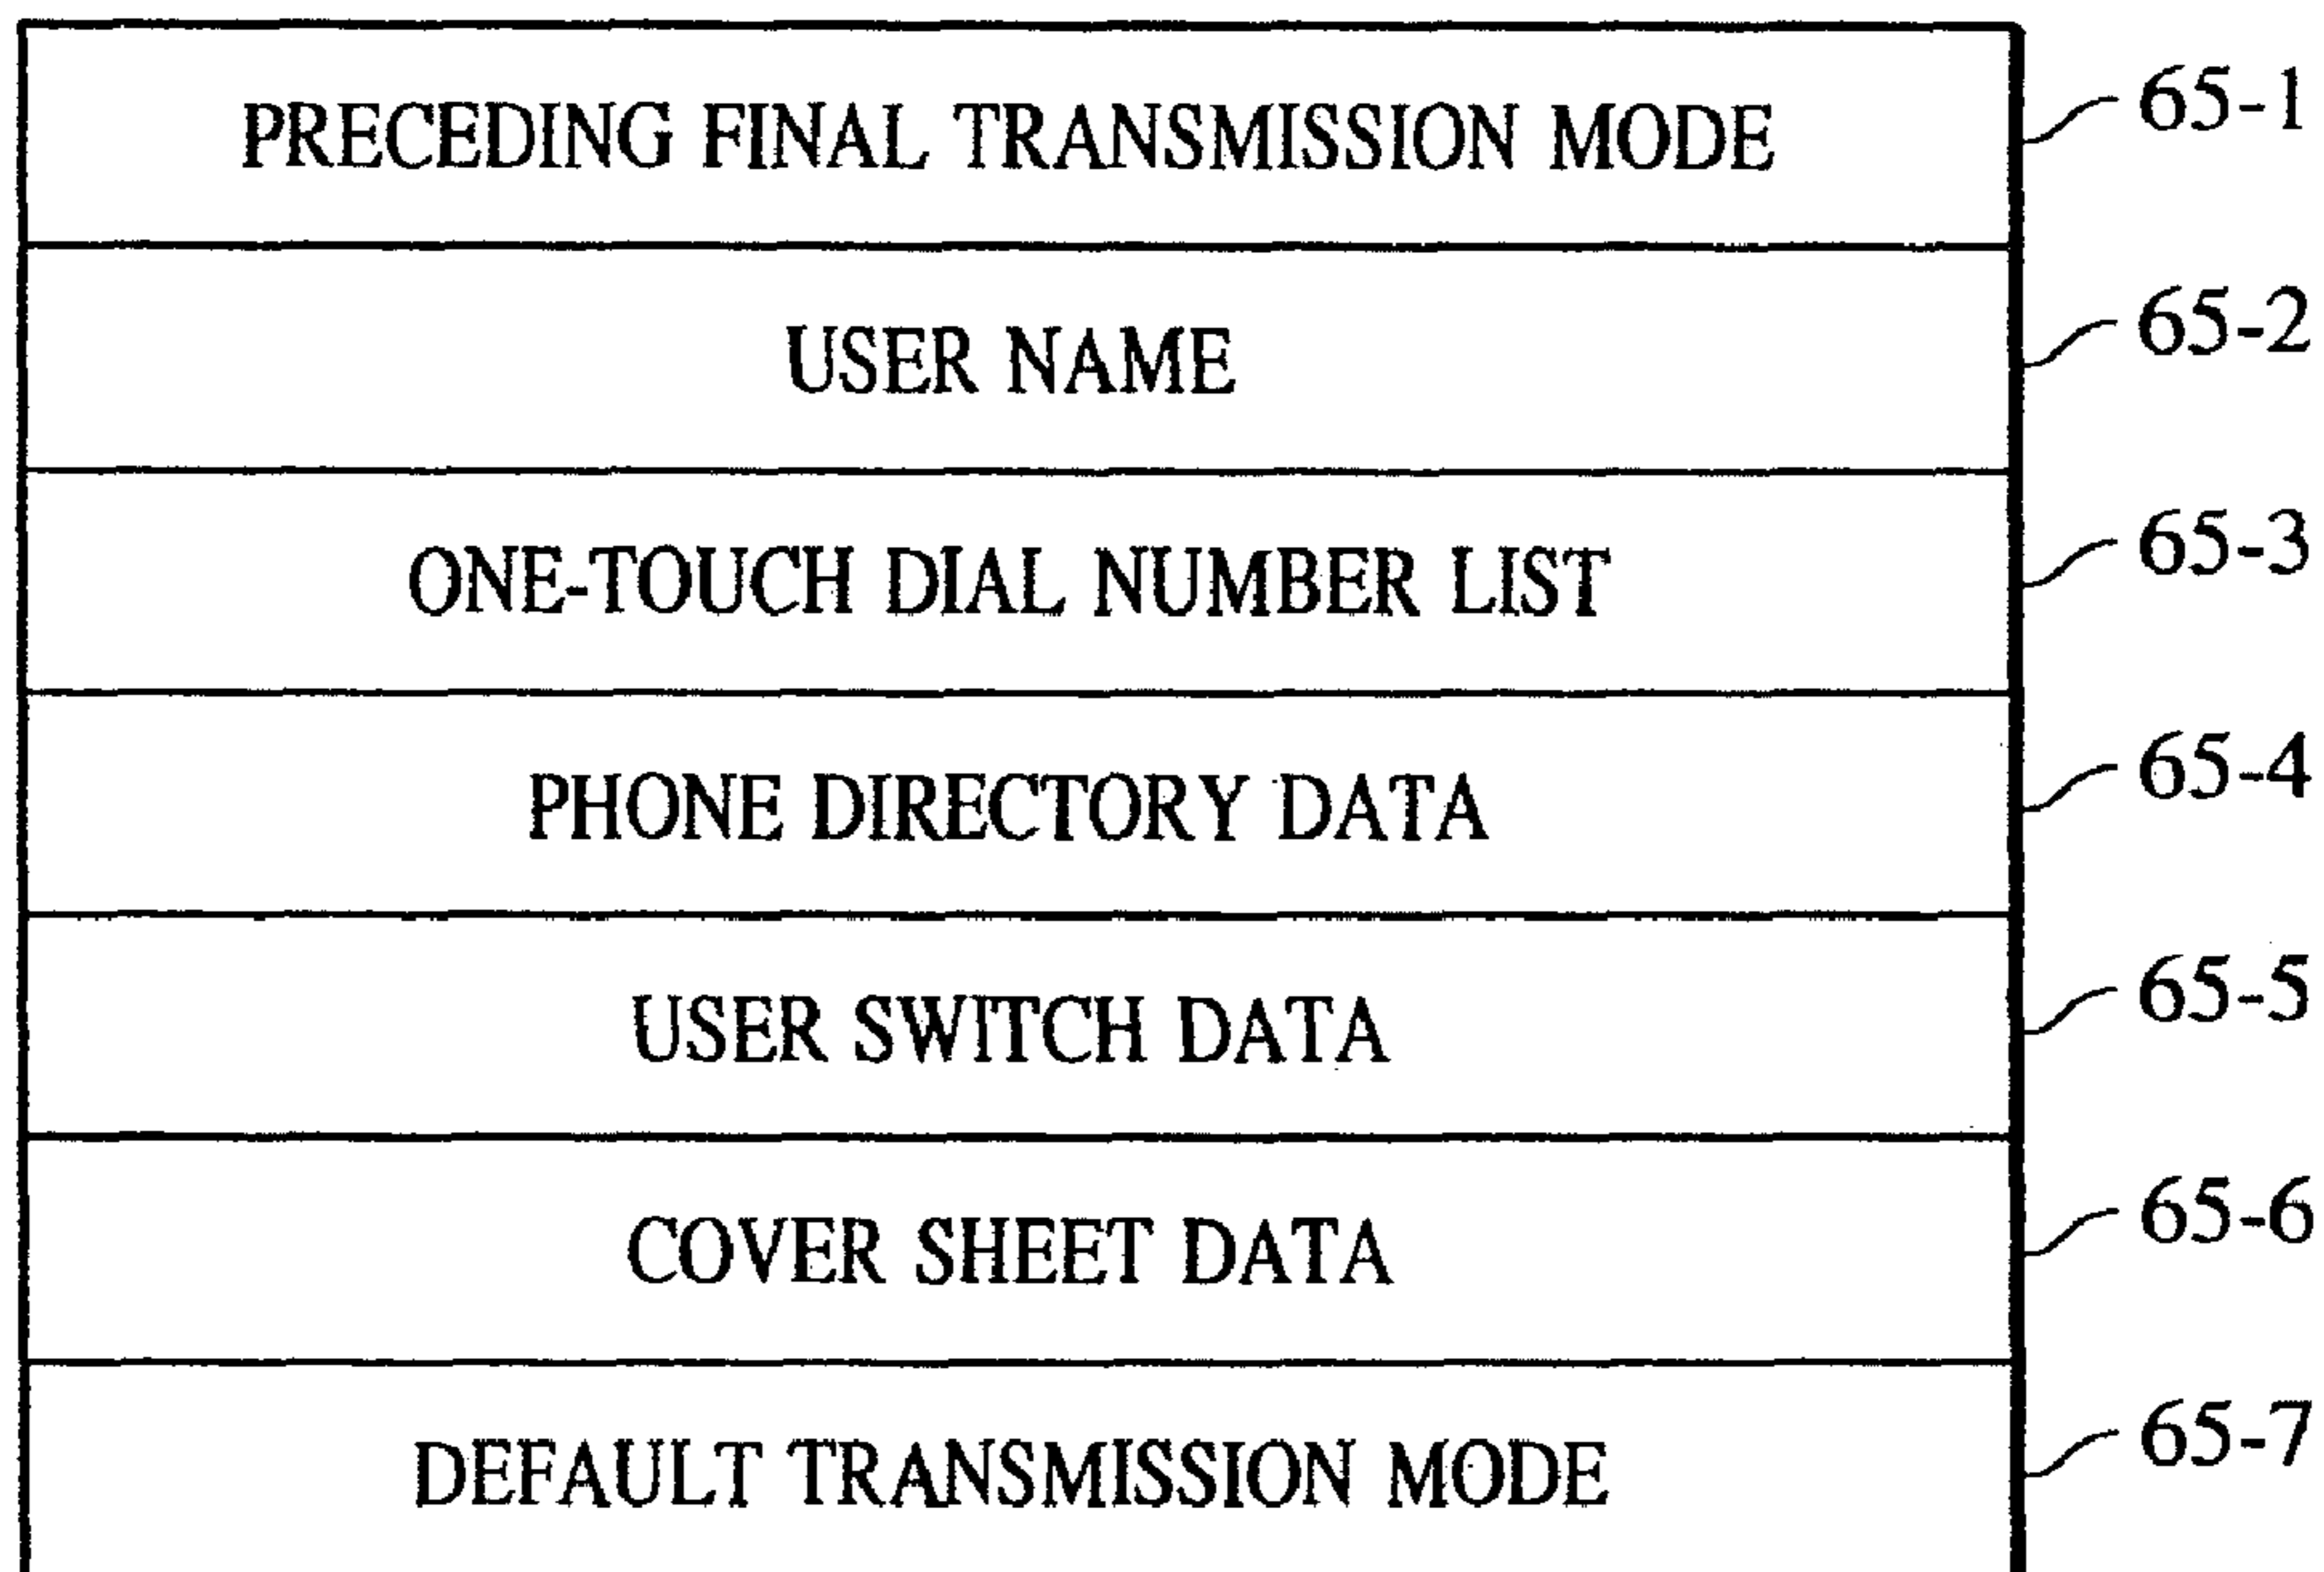 PRECEDING FINAL TRANSMISSION MODE 65-1
USER NAME 65-2
ONE-TOUCH DIAL NUMBER LIST 65-3
PHONE DIRECTORY DATA 65-4
USER SWITCH DATA 65-5
COVER SHEET DATA 65-6
DEFAULT TRANSMISSION MODE 65-7